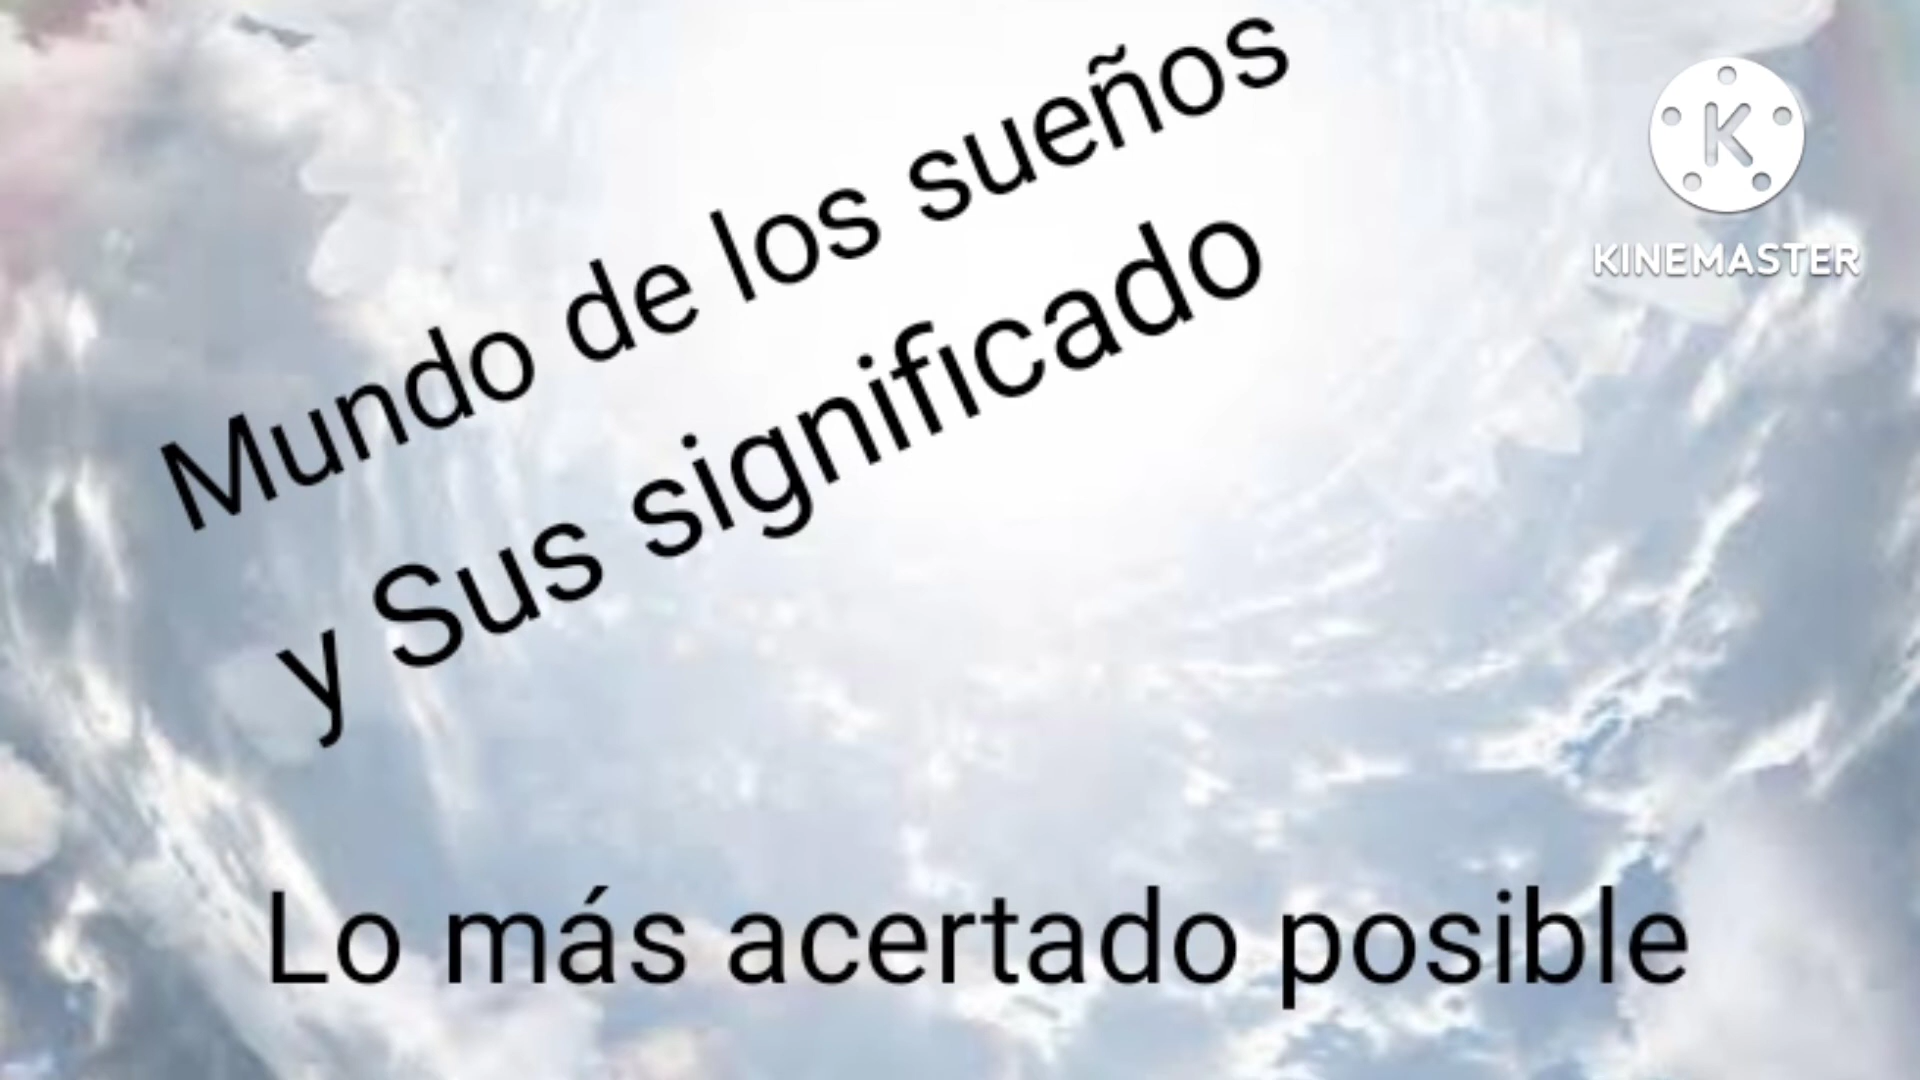 Mundo de los sueños
y Sus significado
K
KINEMASTER
Lo más acertado posible